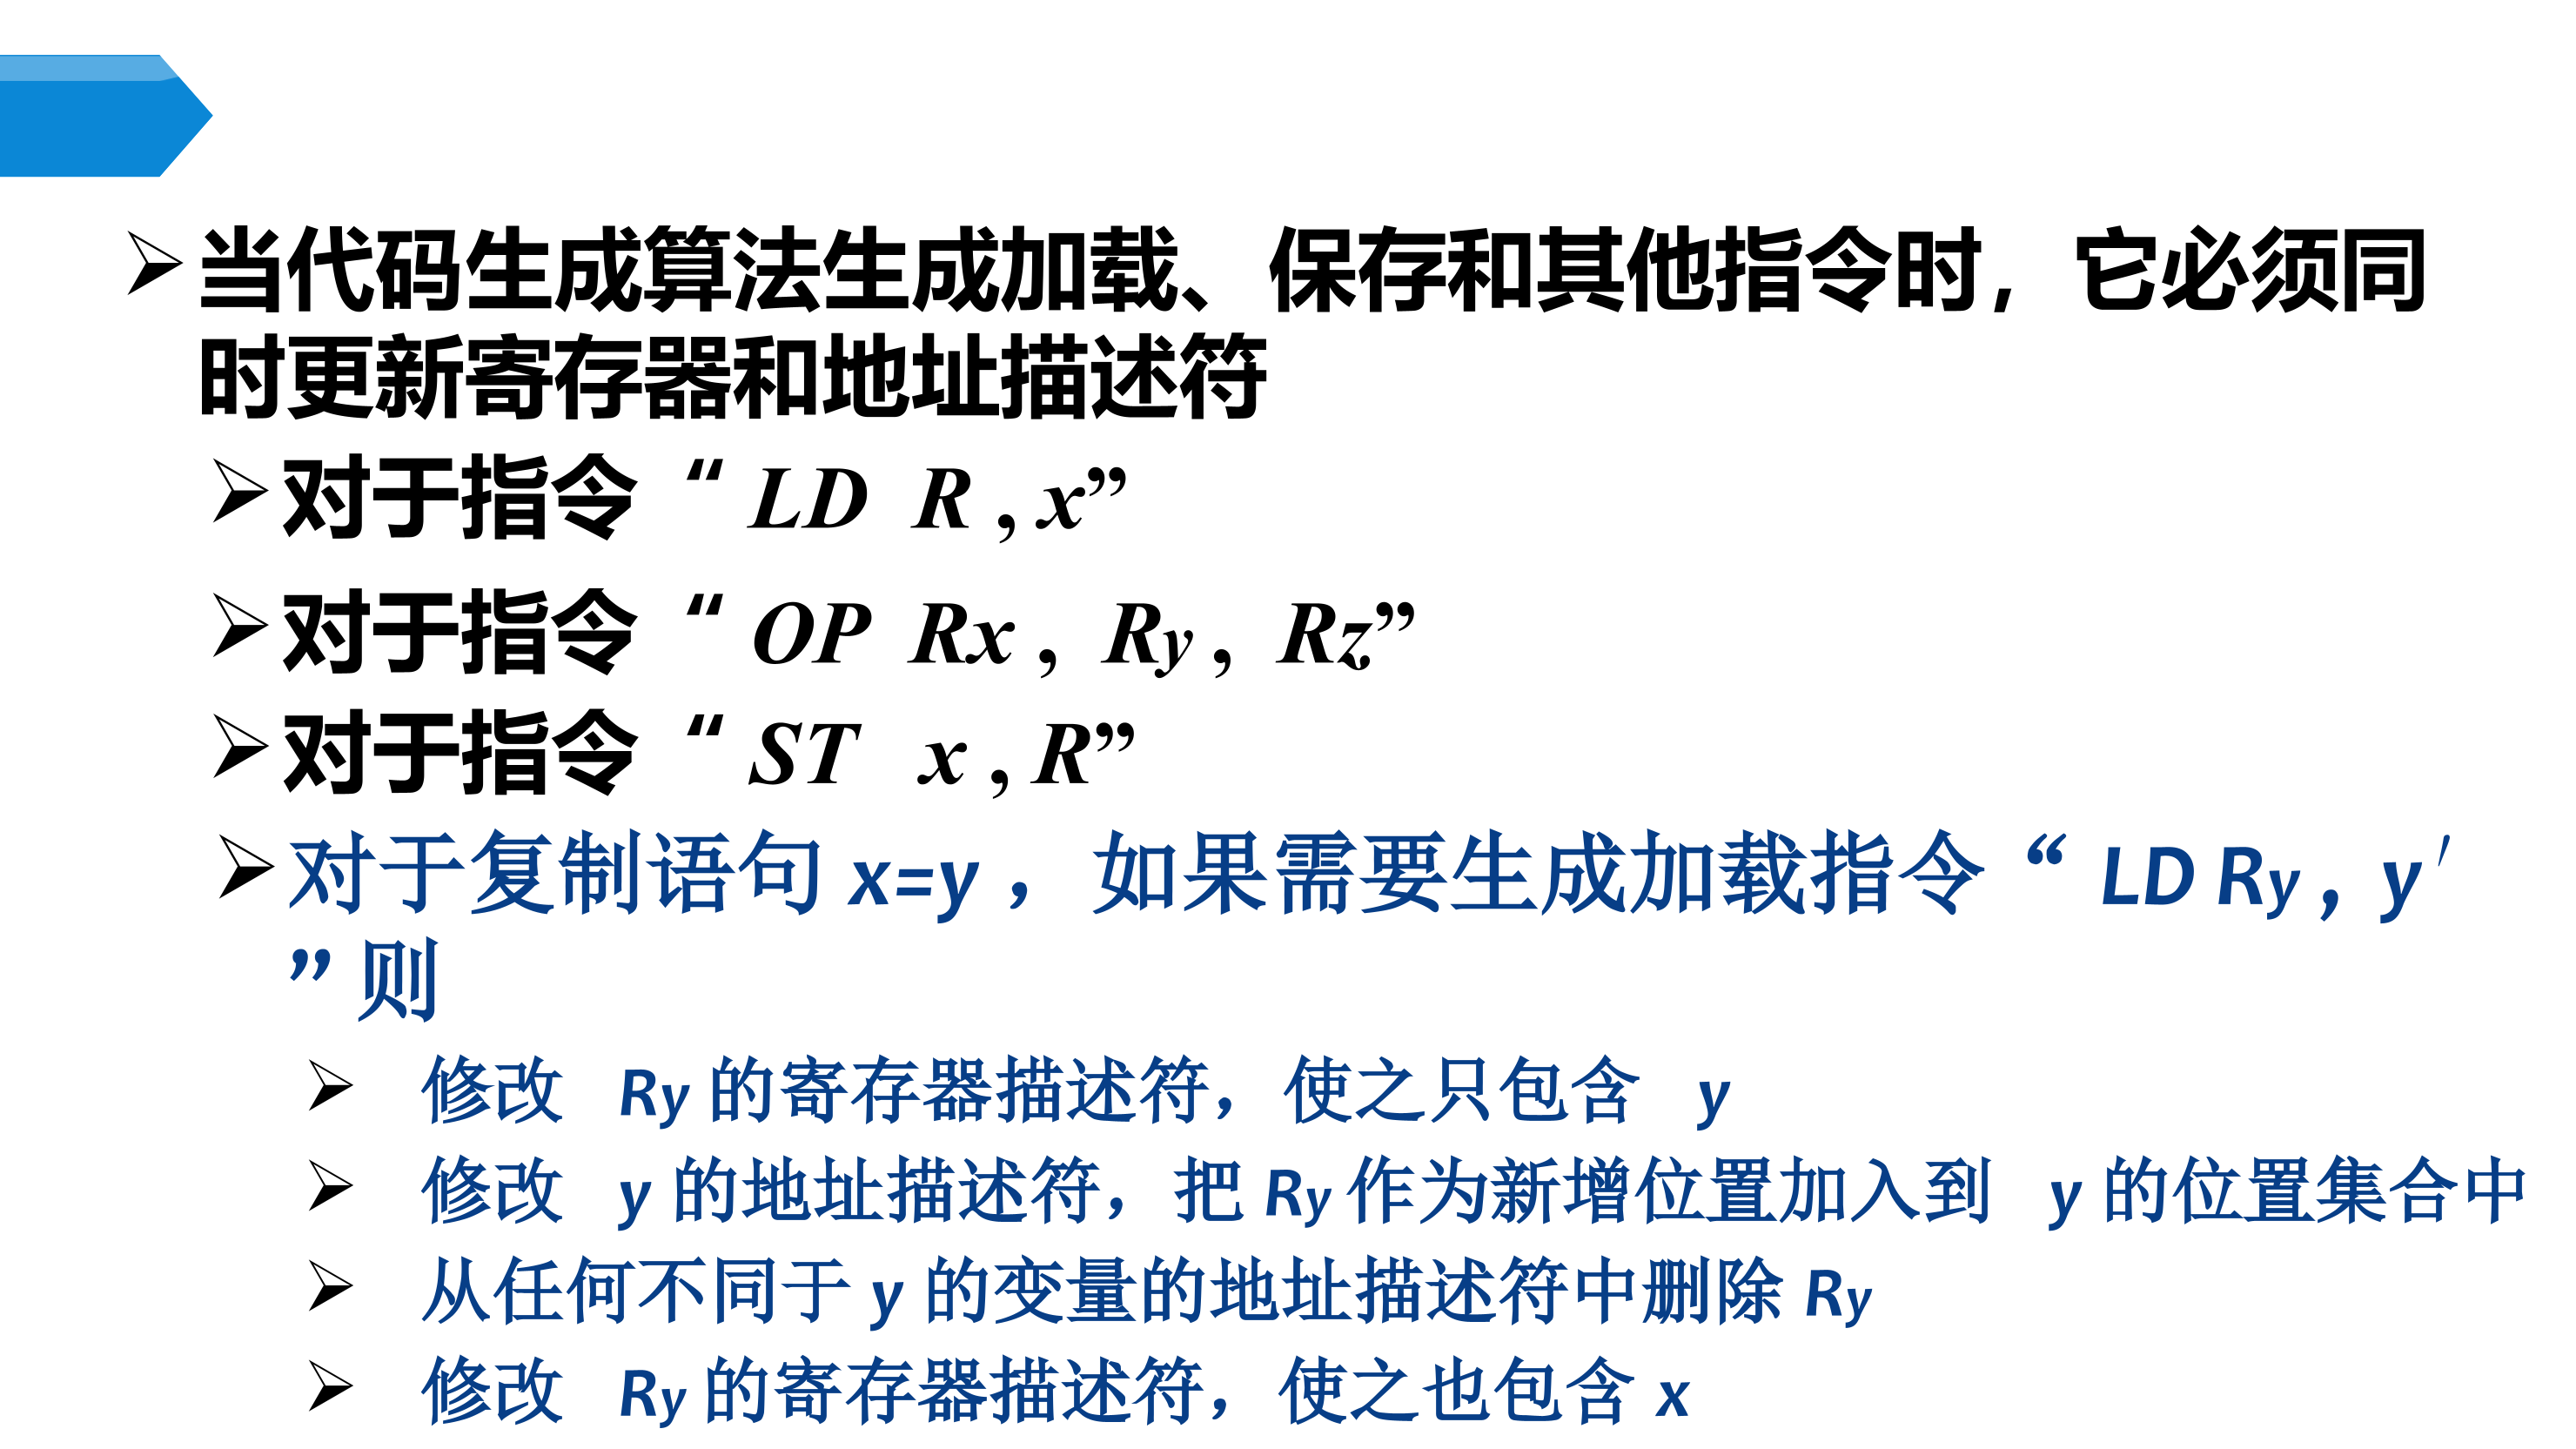 当代码生成算法生成加载、保存和其他指令时,它必须同
时更新寄存器和地址描述符
对于指令“ LD R , x”
对于指令“ OP Rx , Ry , Rz”
对于指令“ ST x , R”
对于复制语句 x=y ,如果需要生成加载指令“ LD Ry , y′
”则
修改 Ry 的寄存器描述符,使之只包含 y
修改 y 的地址描述符,把 Ry 作为新增位置加入到 y 的位置集合中
从任何不同于 y 的变量的地址描述符中删除 Ry
修改 Ry 的寄存器描述符,使之也包含 x